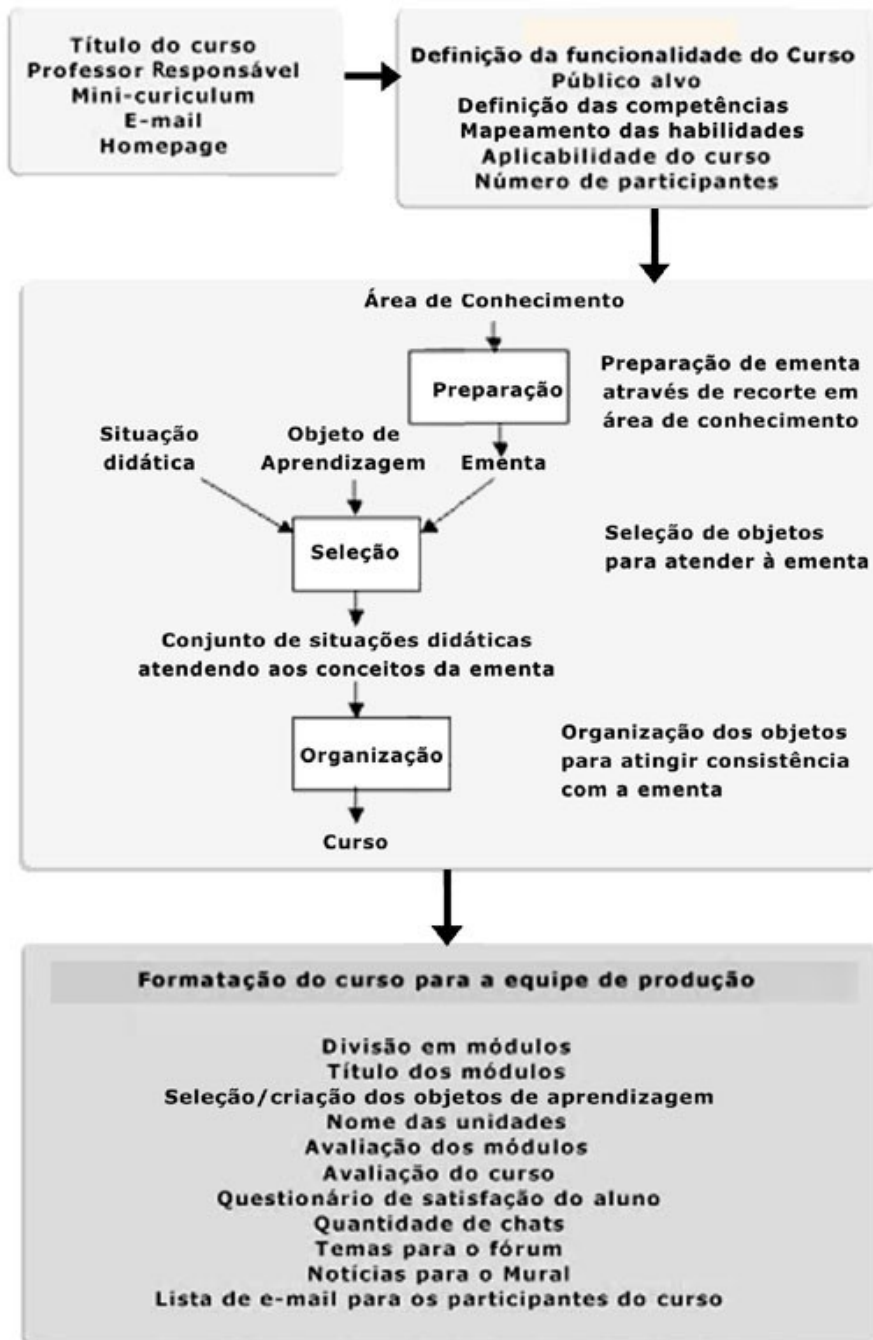 Título do curso
Professor Responsável
Mini-curiculum
E-mail
Homepage
Definição da funcionalidade do Curso
Público alvo
Definição das competências
Mapeamento das habilidades
Aplicabilidade do curso
Número de participantes
Área de Conhecimento
Preparação
Preparação de ementa
através de recorte em
área de conhecimento
Situação
didática
Objeto de
Aprendizagem
Ementa
Seleção
Seleção de objetos
para atender à ementa
Conjunto de situações didáticas
atendendo aos conceitos da ementa
Organização
Organização dos objetos
para atingir consistência
com a ementa
Curso
Formatação do curso para a equipe de produção
Divisão em módulos
Título dos módulos
Seleção/criação dos objetos de aprendizagem
Nome das unidades
Avaliação dos módulos
Avaliação do curso
Questionário de satisfação do aluno
Quantidade de chats
Temas para o fórum
Notícias para o Mural
Lista de e-mail para os participantes do curso